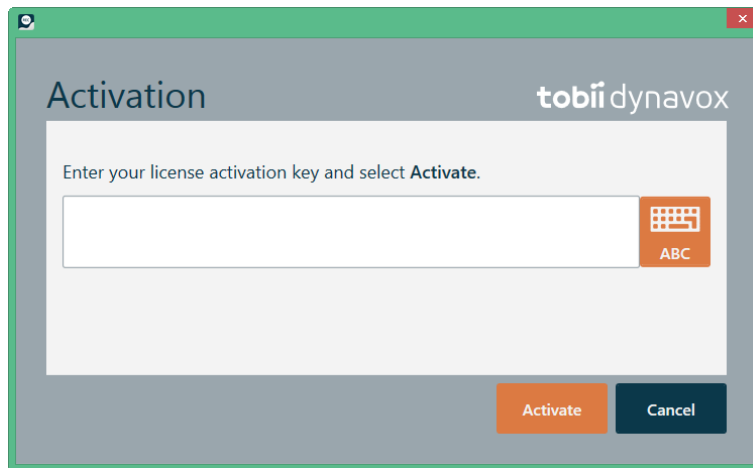 Activation
tobii dynavox
Enter your license activation key and select Activate.
ABC
Activate
Cancel